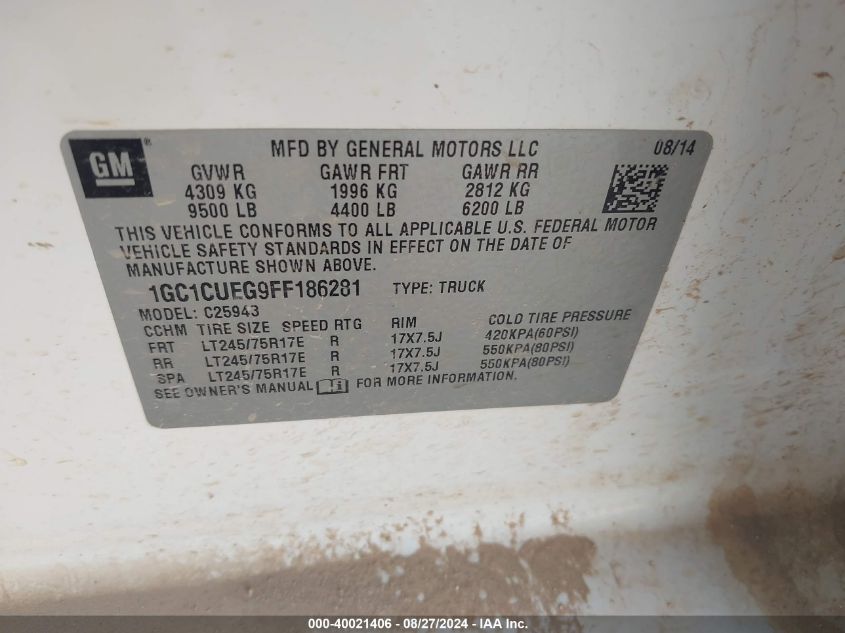 GM ®
MFD BY GENERAL MOTORS LLC 08/14
GVWR GAWR FRT GAWR RR
4309 KG 1996 KG 2812 KG
9500 LB 4400 LB 6200 LB
THIS VEHICLE CONFORMS TO ALL APPLICABLE U.S. FEDERAL MOTOR
VEHICLE SAFETY STANDARDS IN EFFECT ON THE DATE OF
MANUFACTURE SHOWN ABOVE.
1GC1CUEG9FF186281 TYPE: TRUCK
MODEL: C25943
CCHM TIRE SIZE SPEED RTG RIM COLD TIRE PRESSURE
FRT LT245/75R17E R 17X7.5J 420KPA(60PSI)
RR LT245/75R17E R 17X7.5J 550KPA(80PSI)
SPA LT245/75R17E R 17X7.5J 550KPA(80PSI)
SEE OWNER'S MANUAL FOR MORE INFORMATION.
000-40021406 - 08/27/2024 - IAA Inc.